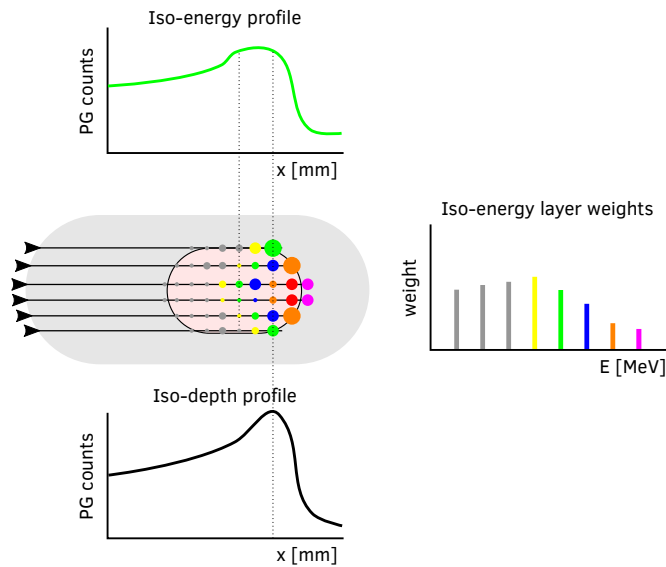 Iso-energy profile
PG counts
x [mm]
Iso-energy layer weights
weight
E [MeV]
Iso-depth profile
PG counts
x [mm]